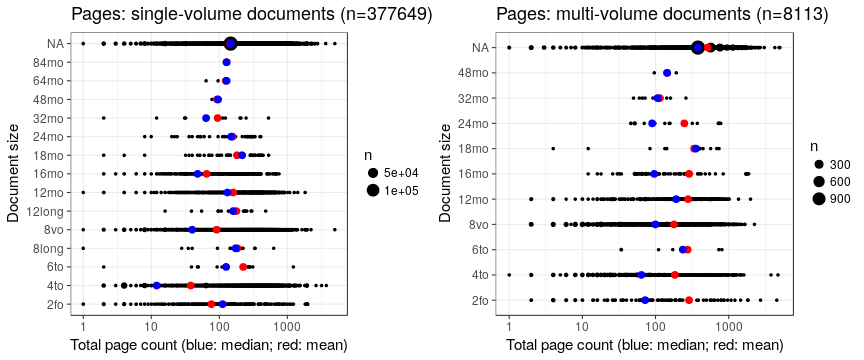 Pages: single-volume documents (n=377649)
Document size
NA
84mo
64mo
48mo
32mo
24mo
18mo
16mo
12mo
12long
8vo
8long
6to
4to
2fo
1
10
100
1000
Total page count (blue: median; red: mean)
n
5e+04
1e+05
Pages: multi-volume documents (n=8113)
Document size
NA
48mo
32mo
24mo
18mo
16mo
12mo
8vo
6to
4to
2fo
1
10
100
1000
Total page count (blue: median; red: mean)
n
300
600
900